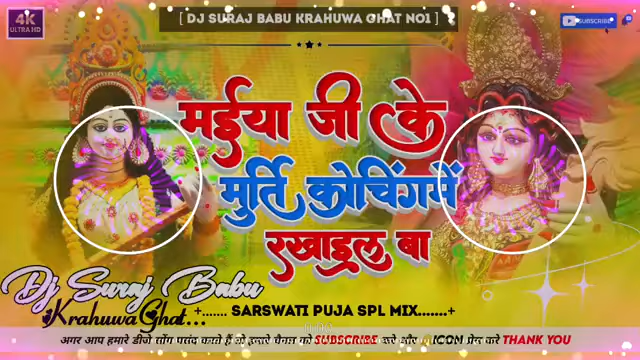 4K
ULTRA HD
[ DJ SURAJ BABU KRAHUWA GHAT NO1 ]
SUBSCRIBE
मईया जी के
मुर्ति कोचिंगमें
रखाइल बा
Dj Suraj Babu
Krahuwa Ghat...
+....... SARSWATI PUJA SPL MIX.......+
अगर आप हमारे डीजे सॉंग पसंद करते हैं तो हमारे चैनल को SUBSCRIBE करे और ICON प्रेस करे THANK YOU